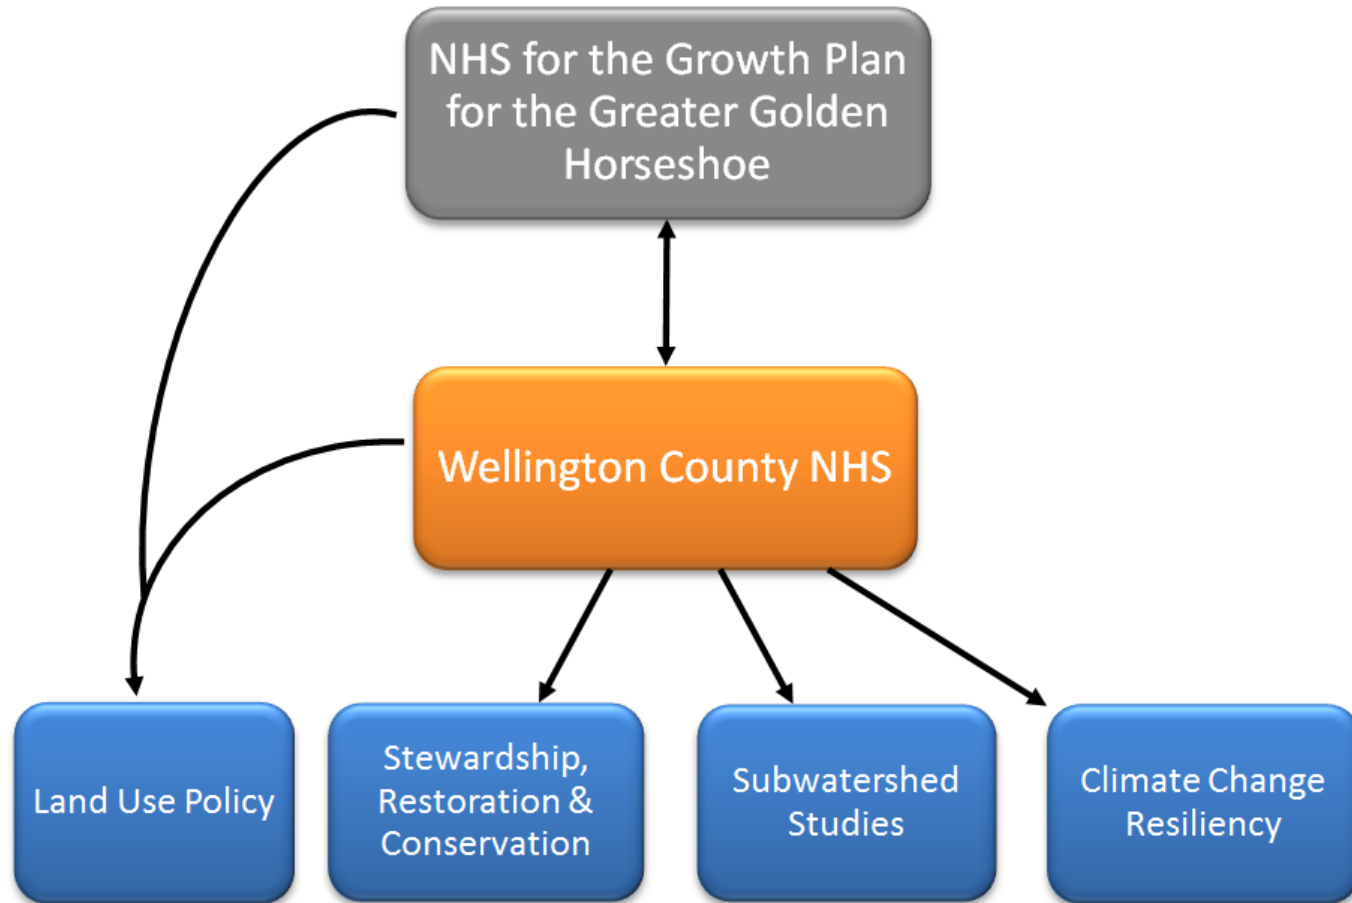 NHS for the Growth Plan
for the Greater Golden
Horseshoe
Wellington County NHS
Land Use Policy
Stewardship,
Restoration &
Conservation
Subwatershed
Studies
Climate Change
Resiliency